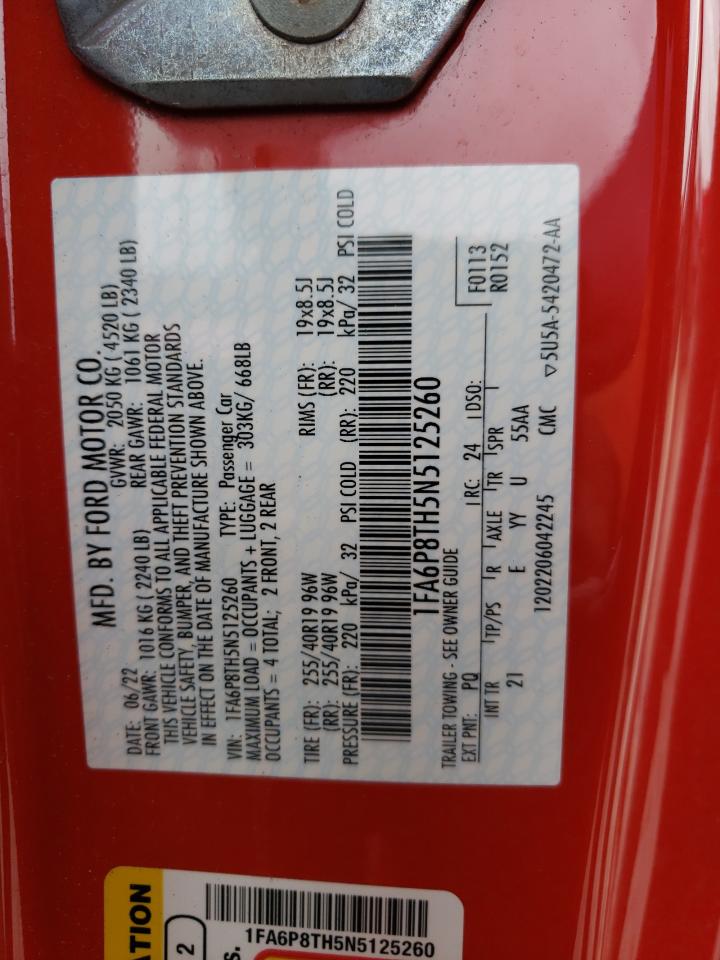 MFD. BY FORD MOTOR CO.
DATE: 06/22 GVWR: 2050 KG ( 4520 LB)
FRONT GAWR: 1016 KG ( 2240 LB) REAR GAWR: 1061 KG ( 2340 LB)
THIS VEHICLE CONFORMS TO ALL APPLICABLE FEDERAL MOTOR
VEHICLE SAFETY, BUMPER, AND THEFT PREVENTION STANDARDS
IN EFFECT ON THE DATE OF MANUFACTURE SHOWN ABOVE.
VIN: 1FA6P8TH5N5125260 TYPE: Passenger Car
MAXIMUM LOAD = OCCUPANTS + LUGGAGE = 303KG/ 668LB
OCCUPANTS = 4 TOTAL; 2 FRONT, 2 REAR
TIRE (FR): 255/40R19 96W RIMS (FR): 19x8.5J
(RR): 255/40R19 96W (RR): 19x8.5J
PRESSURE (FR): 220 kPa/ 32 PSI COLD (RR): 220 kPa/ 32 PSI COLD
1FA6P8TH5N5125260
TRAILER TOWING - SEE OWNER GUIDE F0113
EXT PNT: PQ RC: 24 DSO: R0152
INT TR TP/PS R AXLE TR SPR
21 E YY U 55AA
1202206042245 CMC ▽5U5A-5420472-AA
ATION
2
s.
1FA6P8TH5N5125260